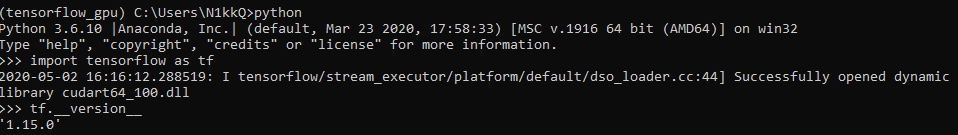 (tensorflow_gpu) C:\Users\N1kkQ>python
Python 3.6.10 |Anaconda, Inc.| (default, Mar 23 2020, 17:58:33) [MSC v.1916 64 bit (AMD64)] on win32
Type "help", "copyright", "credits" or "license" for more information.
>>> import tensorflow as tf
2020-05-02 16:16:12.288519: I tensorflow/stream_executor/platform/default/dso_loader.cc:44] Successfully opened dynamic
library cudart64_100.dll
>>> tf.__version__
'1.15.0'